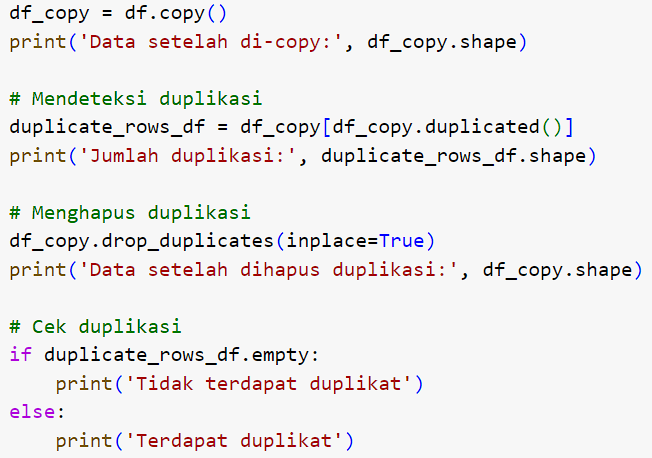 df_copy = df.copy()
print('Data setelah di-copy:', df_copy.shape)

# Mendeteksi duplikasi
duplicate_rows_df = df_copy[df_copy.duplicated()]
print('Jumlah duplikasi:', duplicate_rows_df.shape)

# Menghapus duplikasi
df_copy.drop_duplicates(inplace=True)
print('Data setelah dihapus duplikasi:', df_copy.shape)

# Cek duplikasi
if duplicate_rows_df.empty:
    print('Tidak terdapat duplikat')
else:
    print('Terdapat duplikat')